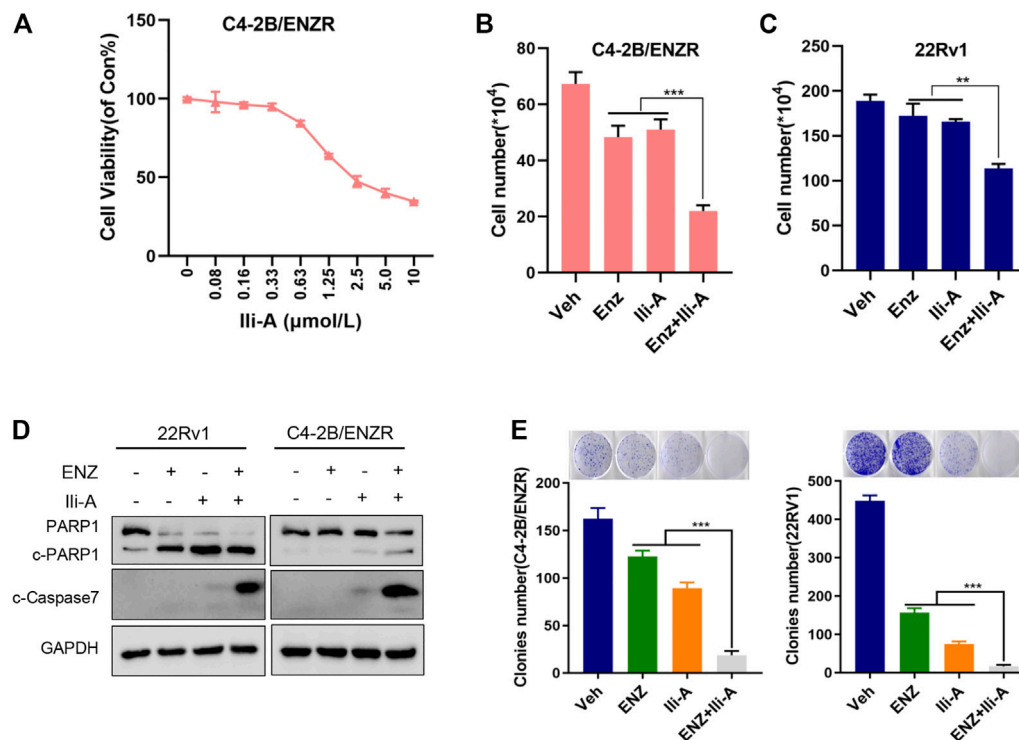 A
C4-2B/ENZR
Cell Viability(of Con%)
150
100
50
0
0
0.08
0.16
0.33
0.63
1.25
2.5
5.0
10
Ili-A (μmol/L)
B
C4-2B/ENZR
Cell number(*10^4)
80
60
40
20
0
***
Veh
Enz
Ili-A
Enz+Ili-A
C
22Rv1
Cell number(*10^4)
250
200
150
100
50
0
**
Veh
Enz
Ili-A
Enz+Ili-A
D
22Rv1 C4-2B/ENZR
ENZ - + - + - + - +
Ili-A - - + + - - + +
PARP1
c-PARP1
c-Caspase7
GAPDH
E
Clonies number(C4-2B/ENZR)
200
150
100
50
0
***
Veh
ENZ
Ili-A
ENZ+Ili-A
Clonies number(22RV1)
500
400
300
200
100
0
***
Veh
ENZ
Ili-A
ENZ+Ili-A